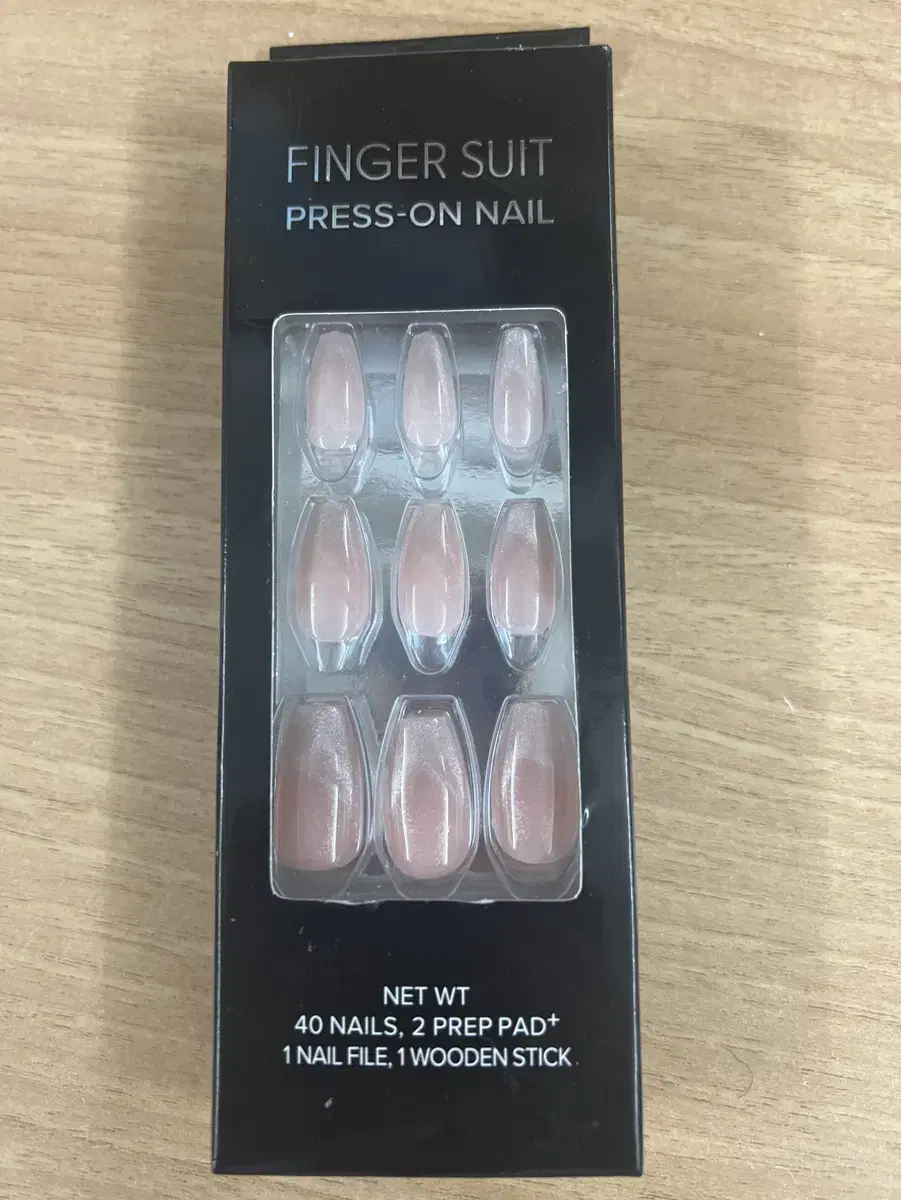 FINGER SUIT
PRESS-ON NAIL
NET WT
40 NAILS, 2 PREP PAD+
1 NAIL FILE, 1 WOODEN STICK